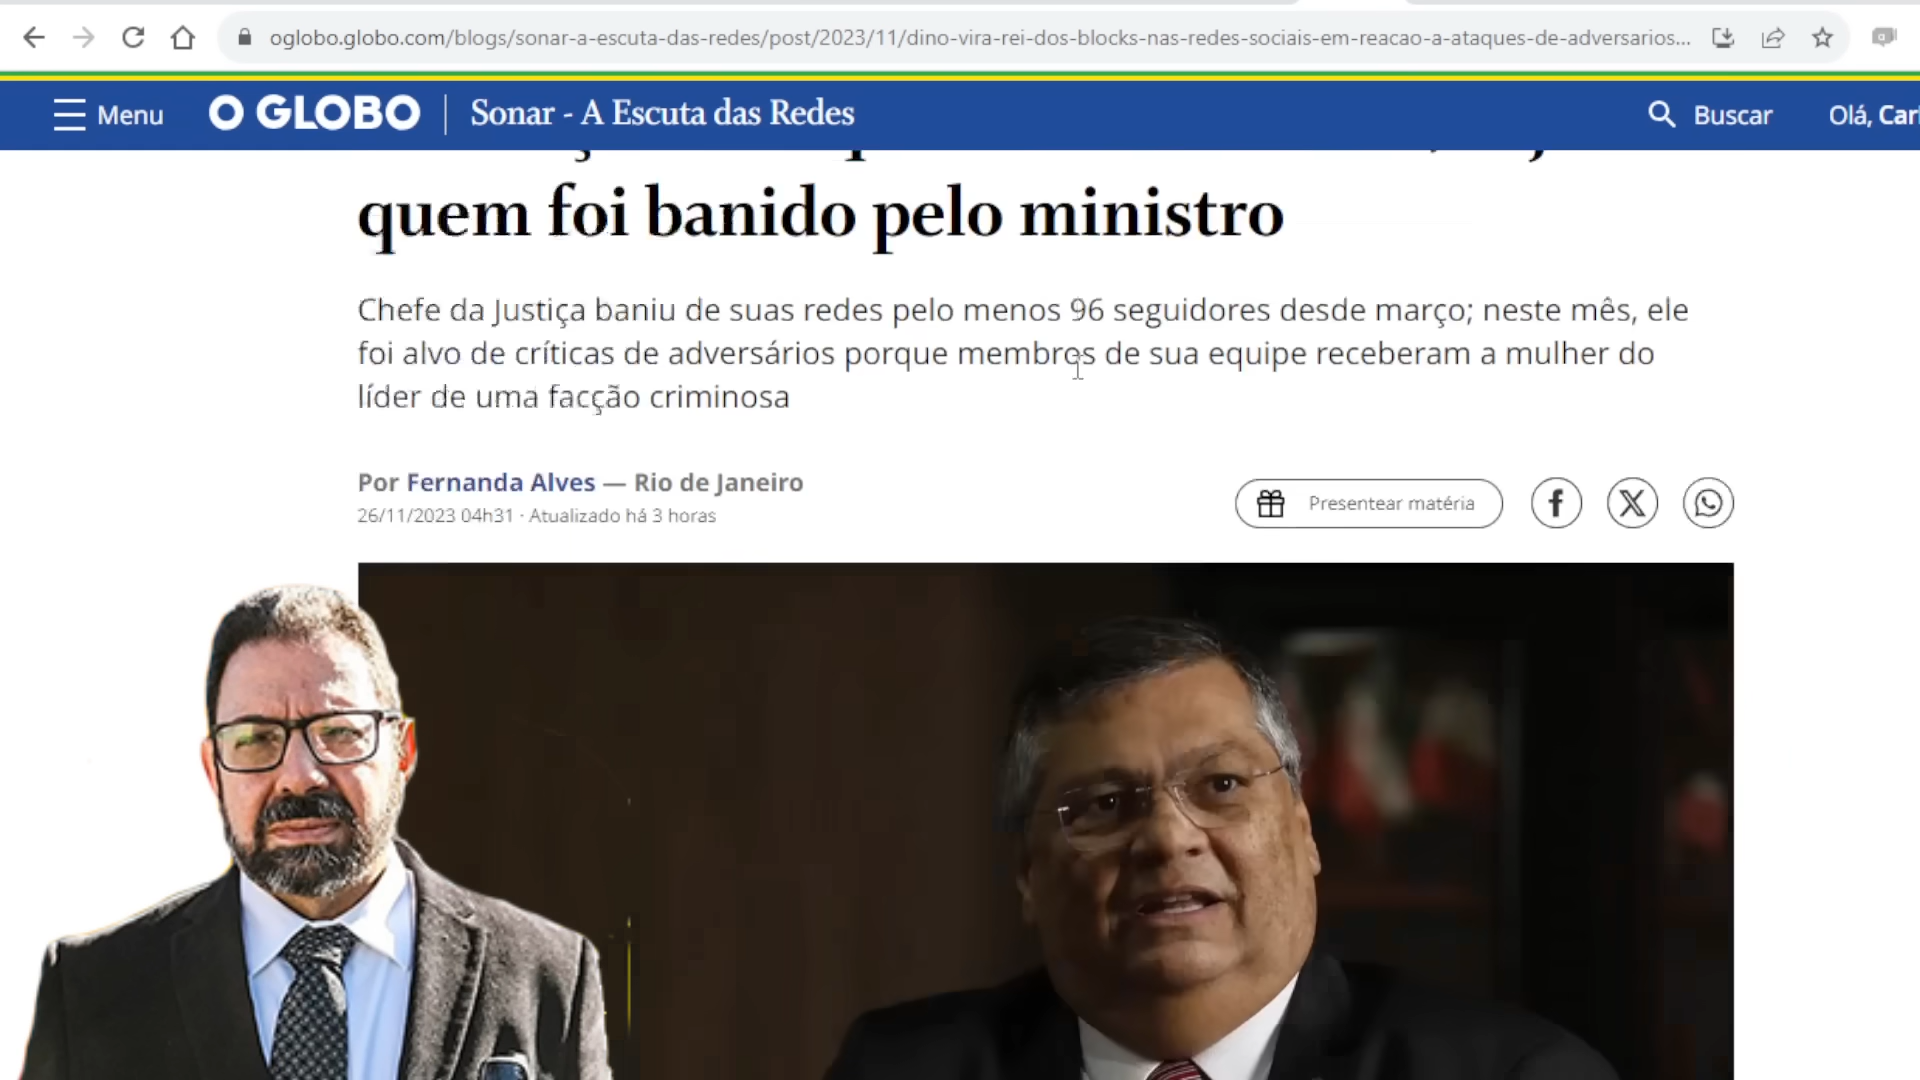 oglobo.globo.com/blogs/sonar-a-escuta-das-redes/post/2023/11/dino-vira-rei-dos-blocks-nas-redes-sociais-em-reacao-a-ataques-de-adversarios...
Menu O GLOBO Sonar - A Escuta das Redes Buscar Olá, Carl
quem foi banido pelo ministro
Chefe da Justiça baniu de suas redes pelo menos 96 seguidores desde março; neste mês, ele
foi alvo de críticas de adversários porque membros de sua equipe receberam a mulher do
líder de uma facção criminosa
Por Fernanda Alves — Rio de Janeiro
26/11/2023 04h31 · Atualizado há 3 horas
Presentear matéria